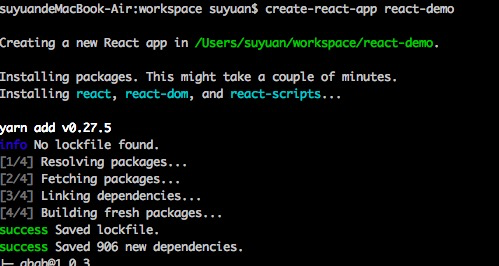 suyuandeMacBook-Air:workspace suyuan$ create-react-app react-demo
Creating a new React app in /Users/suyuan/workspace/react-demo.
Installing packages. This might take a couple of minutes.
Installing react, react-dom, and react-scripts...
yarn add v0.27.5
info No lockfile found.
[1/4] Resolving packages...
[2/4] Fetching packages...
[3/4] Linking dependencies...
[4/4] Building fresh packages...
success Saved lockfile.
success Saved 906 new dependencies.
├─ abab@1.0.3